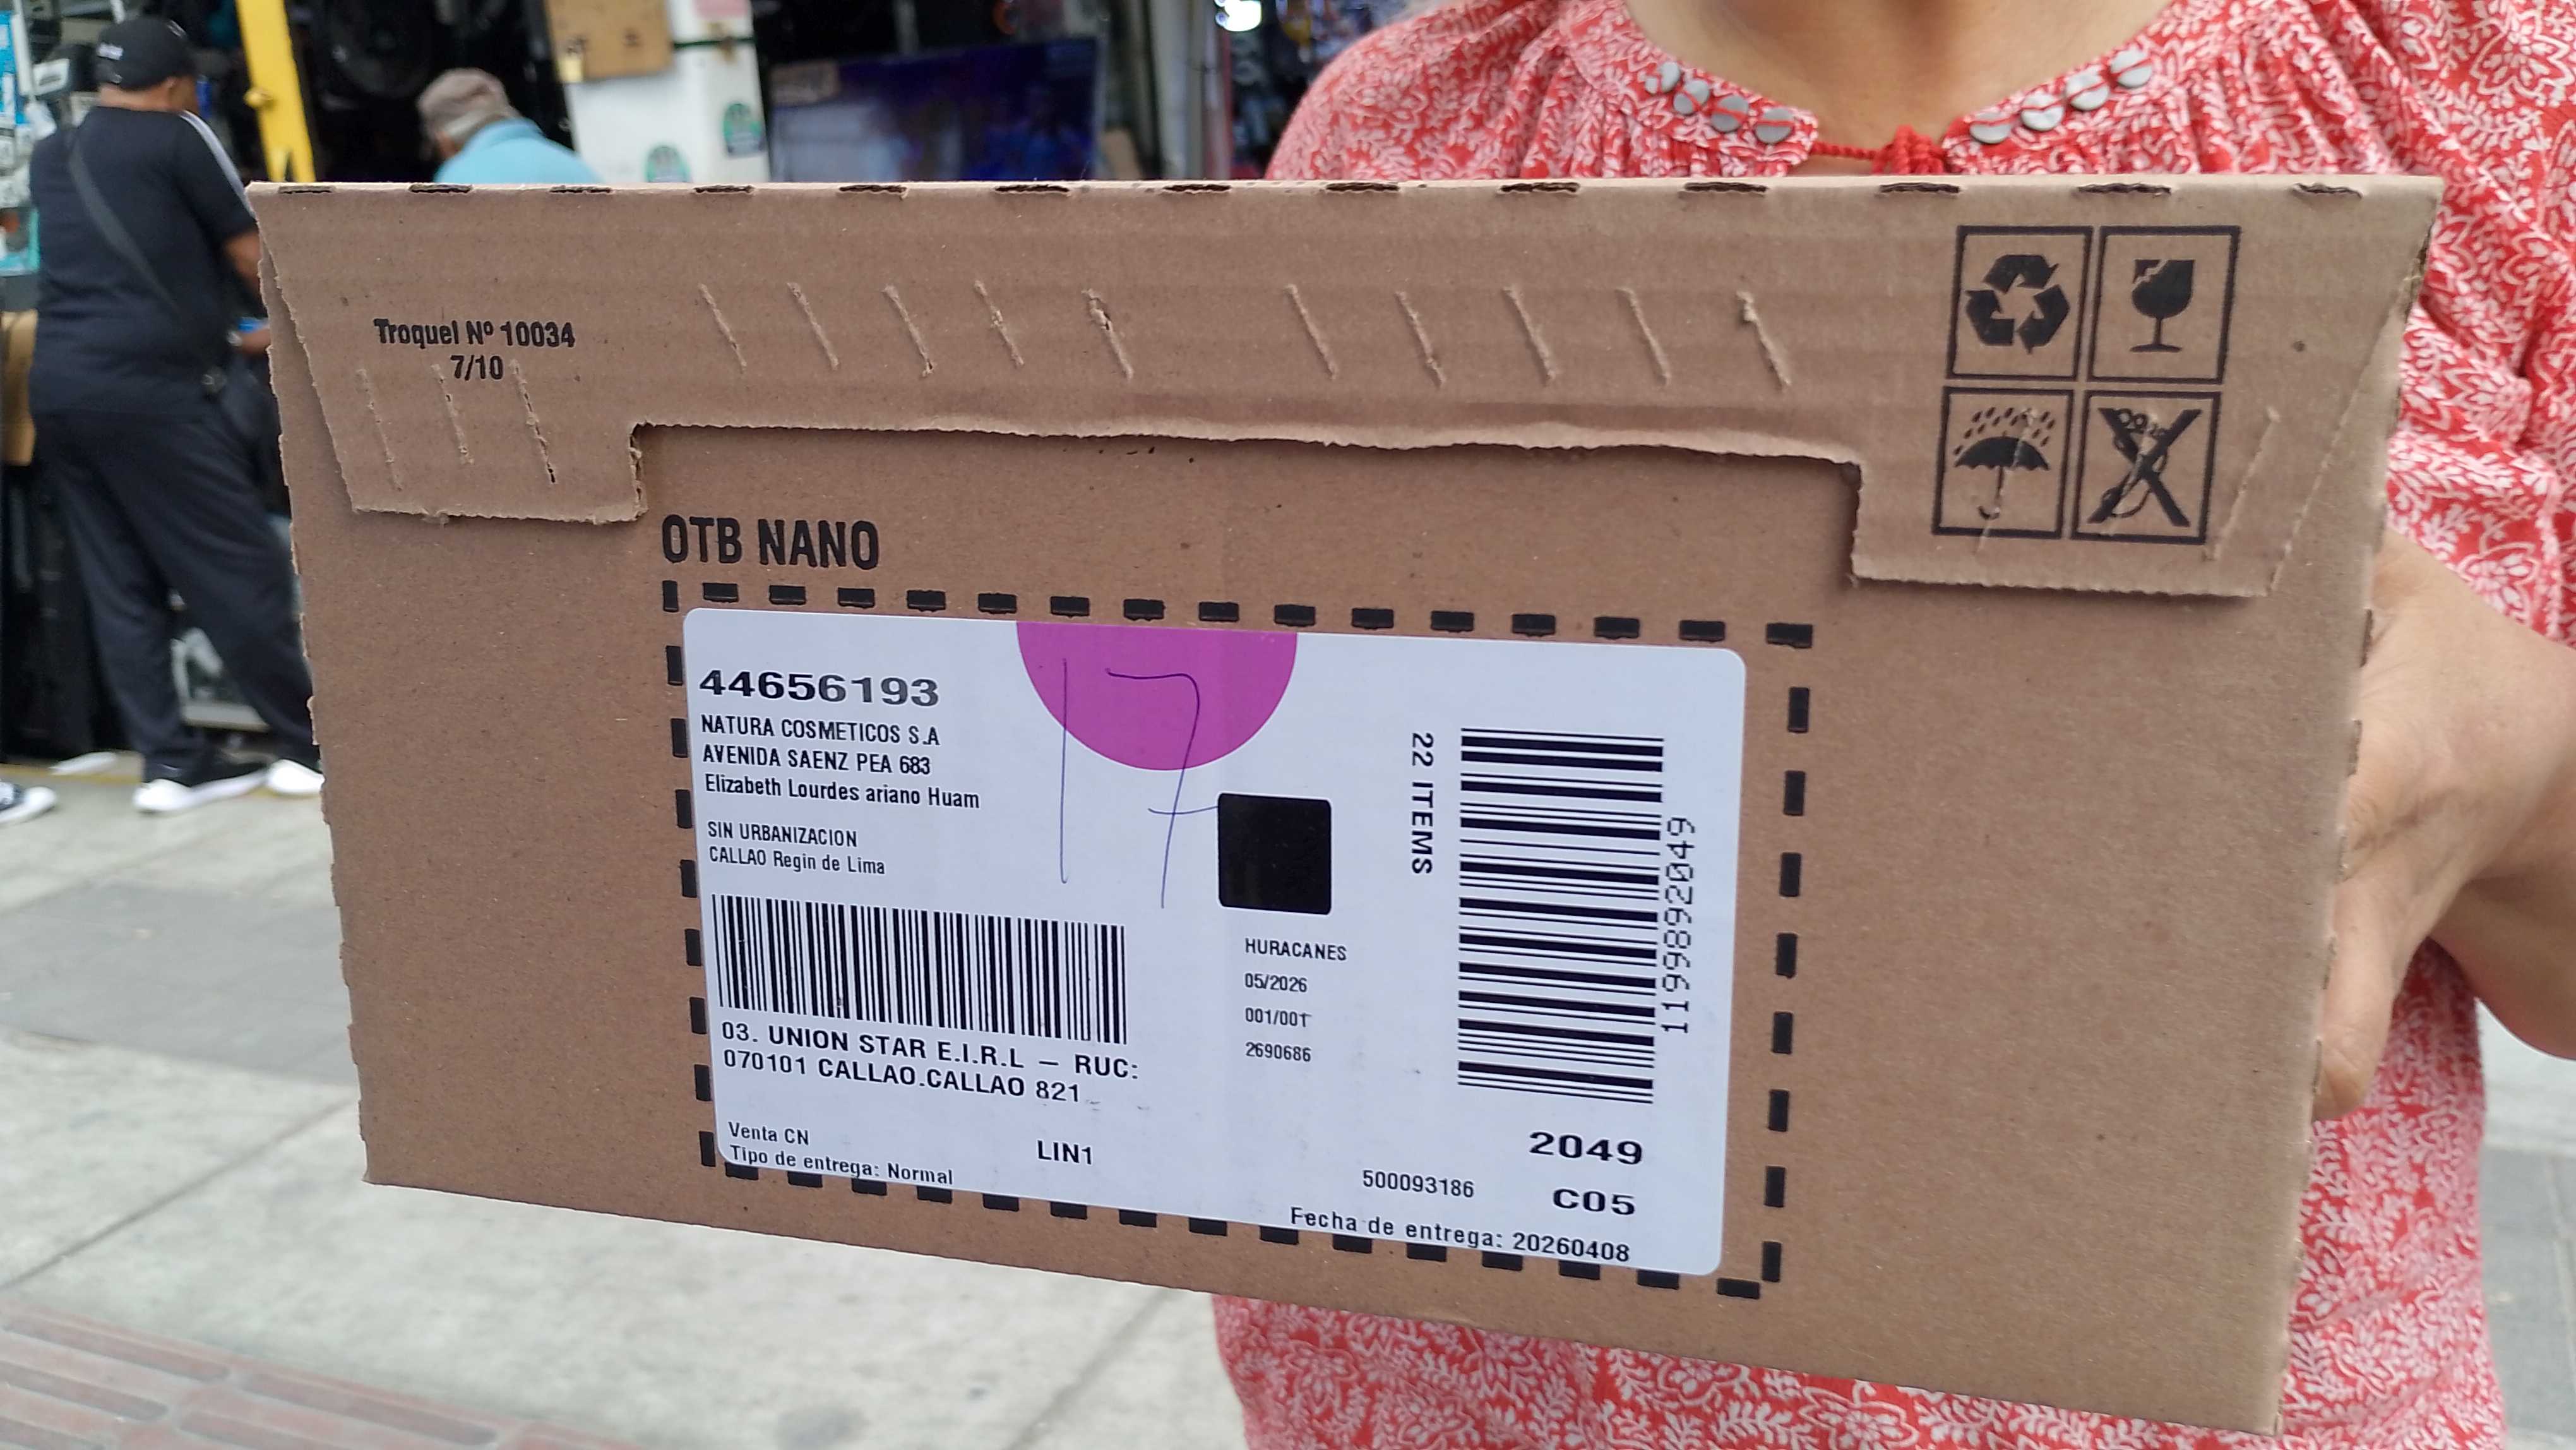 Troquel Nº 10034
7/10
OTB NANO
44656193
NATURA COSMETICOS S.A
AVENIDA SAENZ PEA 683
Elizabeth Lourdes ariano Huam
SIN URBANIZACION
CALLAO Regin de Lima
17
03. UNION STAR E.I.R.L – RUC:
070101 CALLAO.CALLAO 821
Venta CN
Tipo de entrega: Normal
LIN1
HURACANES
05/2026
001/001
2690686
22 ITEMS
119989892049
2049
500093186
C05
Fecha de entrega: 20260408